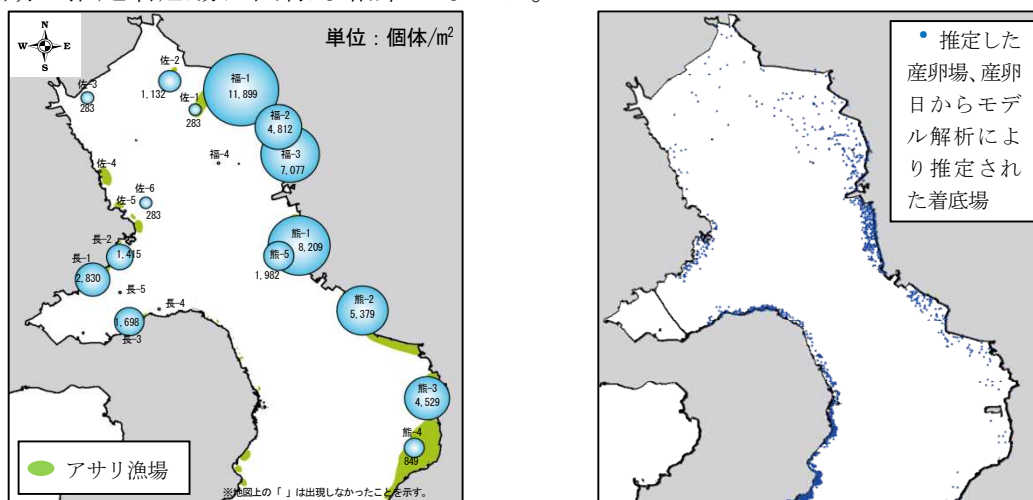 N
W E
S
単位：個体/m²
佐-2
1,132
佐-3
283
佐-1
283
福-1
11,899
福-2
4,812
福-3
7,077
福-4
佐-4
佐-6
佐-5
283
長-2
1,415
長-1
2,830
長-5
長-4
1,698
長-3
熊-1
8,209
熊-5
1,982
熊-2
5,379
熊-3
4,529
熊-4
849
アサリ漁場
※地図上の「 」は出現しなかったことを示す。
• 推定した
産卵場、産卵
日からモデ
ル解析によ
り推定され
た着底場